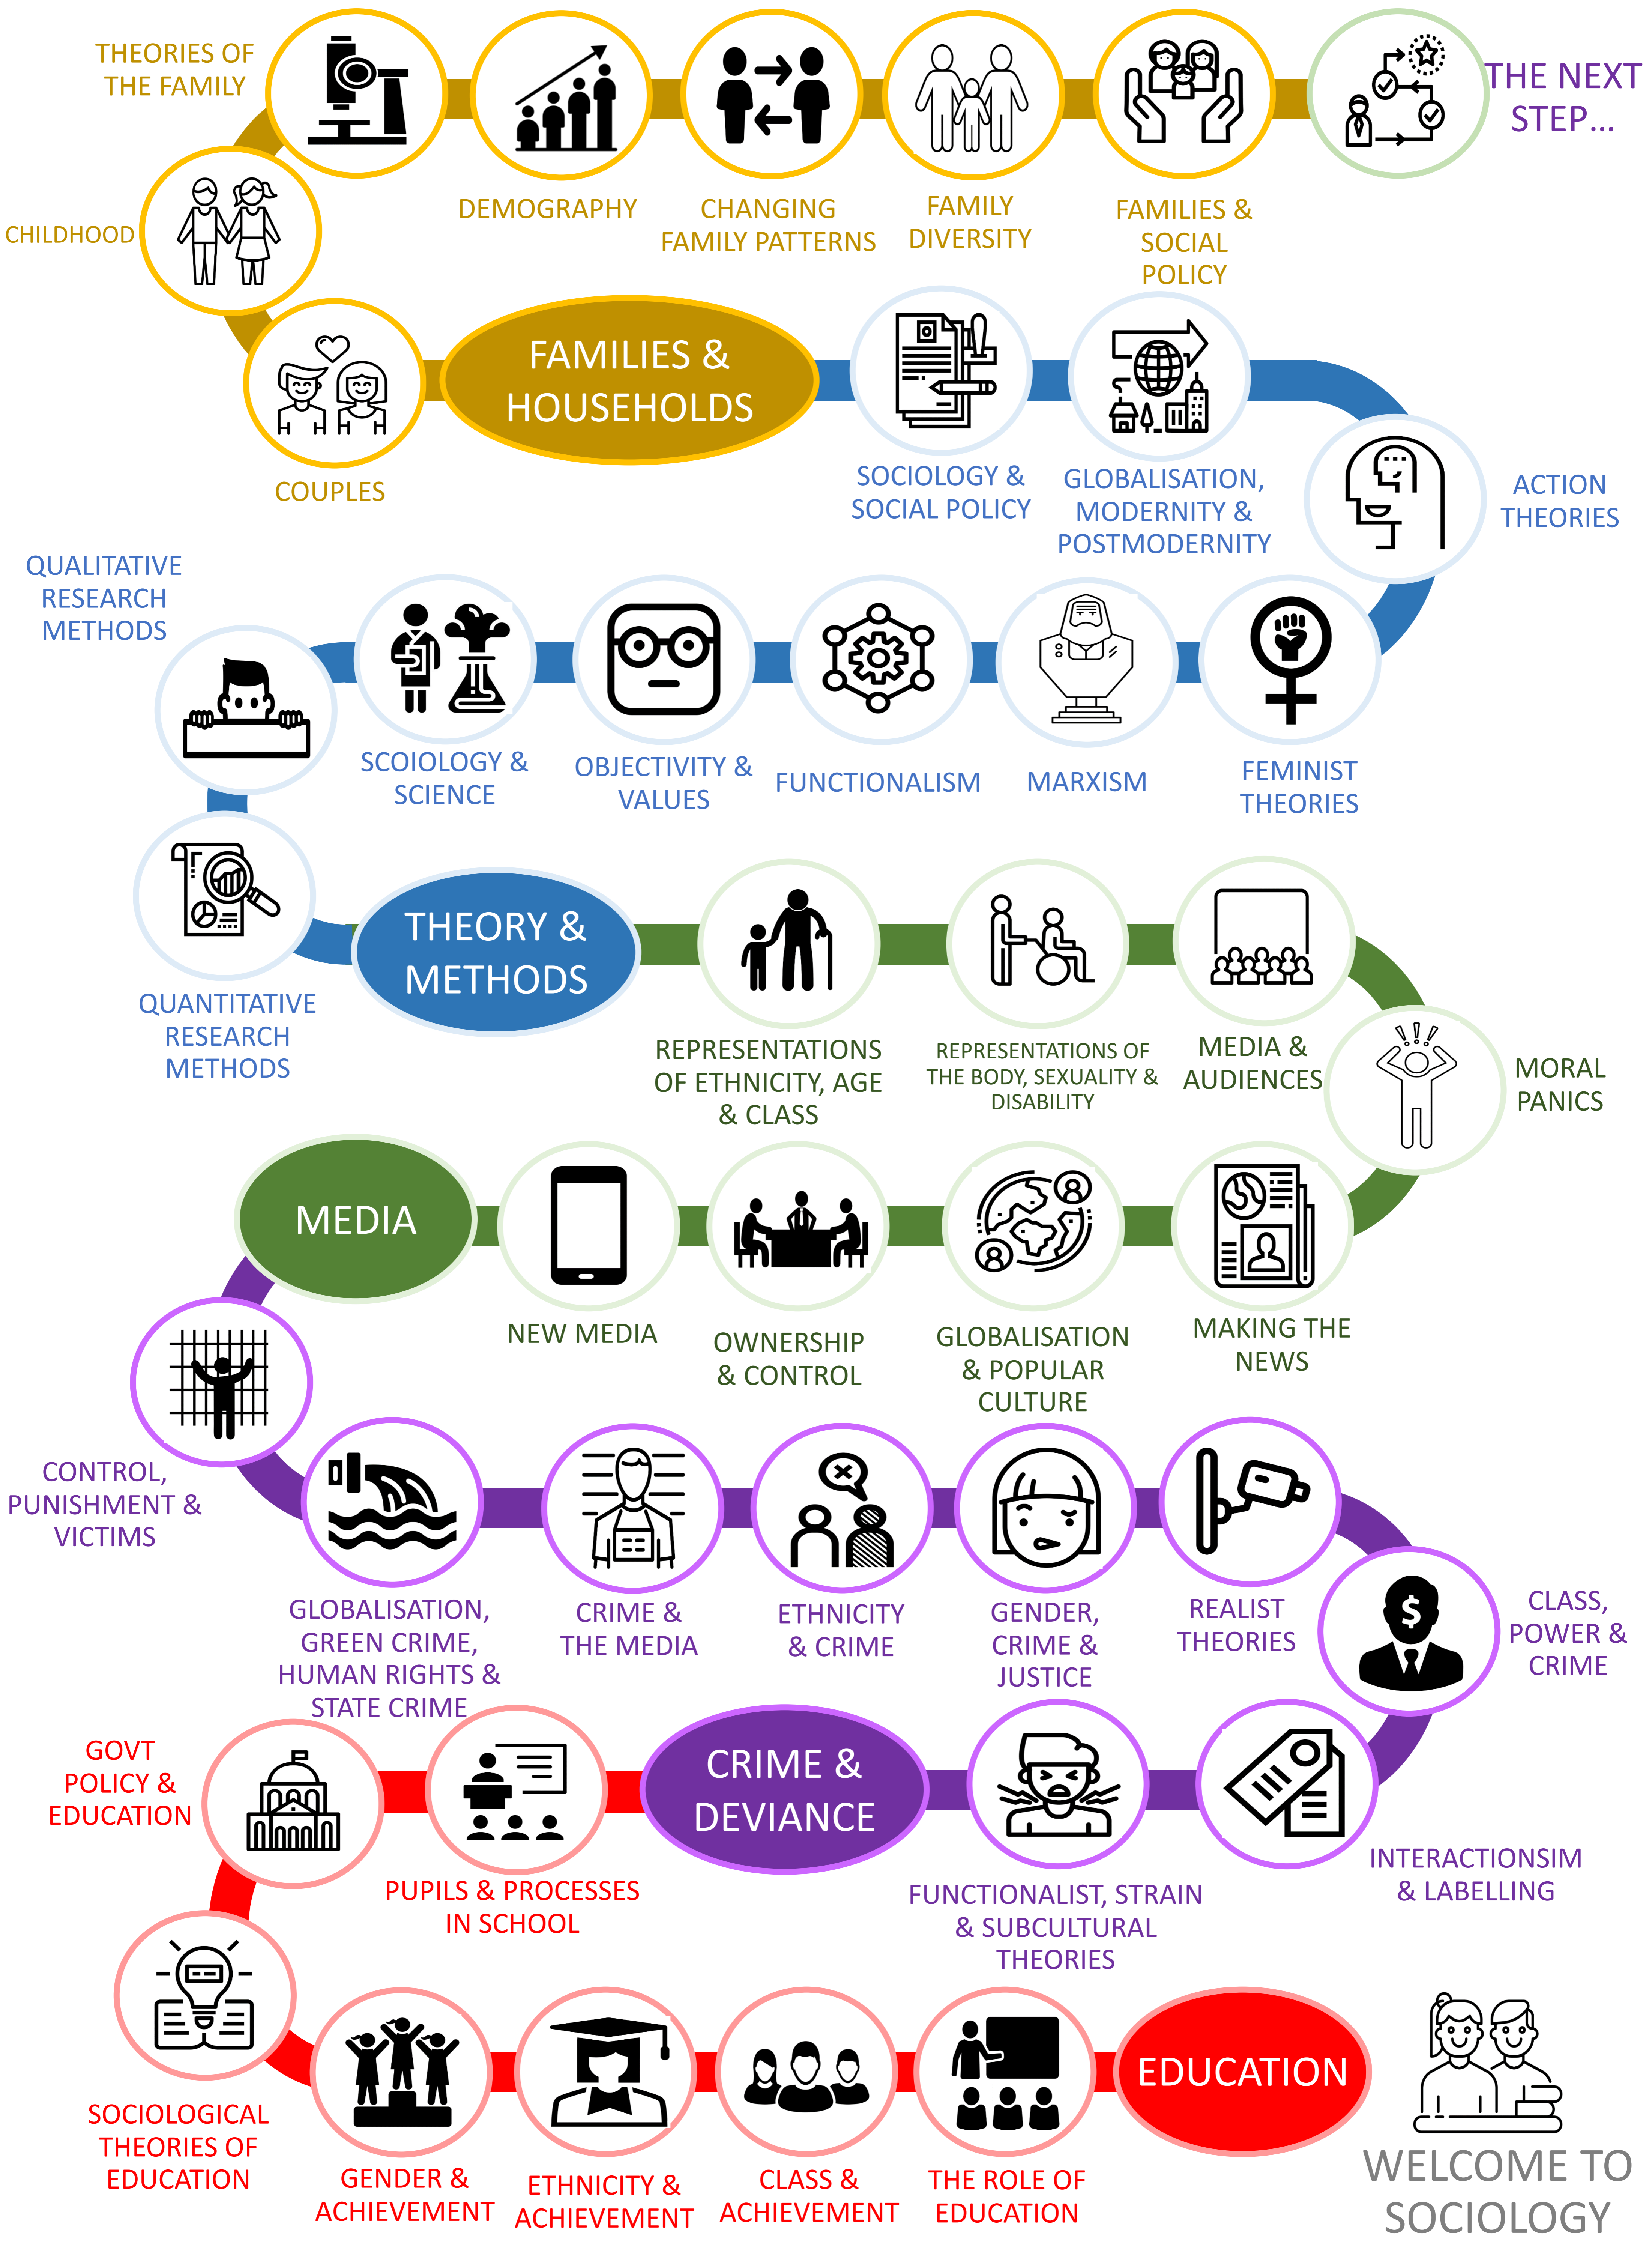 THEORIES OF
THE FAMILY
THE NEXT
STEP...
CHILDHOOD
DEMOGRAPHY
CHANGING
FAMILY PATTERNS
FAMILY
DIVERSITY
FAMILIES &
SOCIAL
POLICY
FAMILIES &
HOUSEHOLDS
COUPLES
SOCIOLOGY &
SOCIAL POLICY
GLOBALISATION,
MODERNITY &
POSTMODERNITY
ACTION
THEORIES
QUALITATIVE
RESEARCH
METHODS
SCOIOLOGY &
SCIENCE
OBJECTIVITY &
VALUES
FUNCTIONALISM
MARXISM
FEMINIST
THEORIES
QUANTITATIVE
RESEARCH
METHODS
THEORY &
METHODS
REPRESENTATIONS
OF ETHNICITY, AGE
& CLASS
REPRESENTATIONS OF
THE BODY, SEXUALITY &
DISABILITY
MEDIA &
AUDIENCES
MORAL
PANICS
MEDIA
NEW MEDIA
OWNERSHIP
& CONTROL
GLOBALISATION
& POPULAR
CULTURE
MAKING THE
NEWS
CONTROL,
PUNISHMENT &
VICTIMS
GLOBALISATION,
GREEN CRIME,
HUMAN RIGHTS &
STATE CRIME
CRIME &
THE MEDIA
ETHNICITY
& CRIME
GENDER,
CRIME &
JUSTICE
REALIST
THEORIES
$
CLASS,
POWER &
CRIME
GOVT
POLICY &
EDUCATION
PUPILS & PROCESSES
IN SCHOOL
CRIME &
DEVIANCE
FUNCTIONALIST, STRAIN
& SUBCULTURAL
THEORIES
INTERACTIONSIM
& LABELLING
SOCIOLOGICAL
THEORIES OF
EDUCATION
GENDER &
ACHIEVEMENT
ETHNICITY &
ACHIEVEMENT
CLASS &
ACHIEVEMENT
THE ROLE OF
EDUCATION
EDUCATION
WELCOME TO
SOCIOLOGY